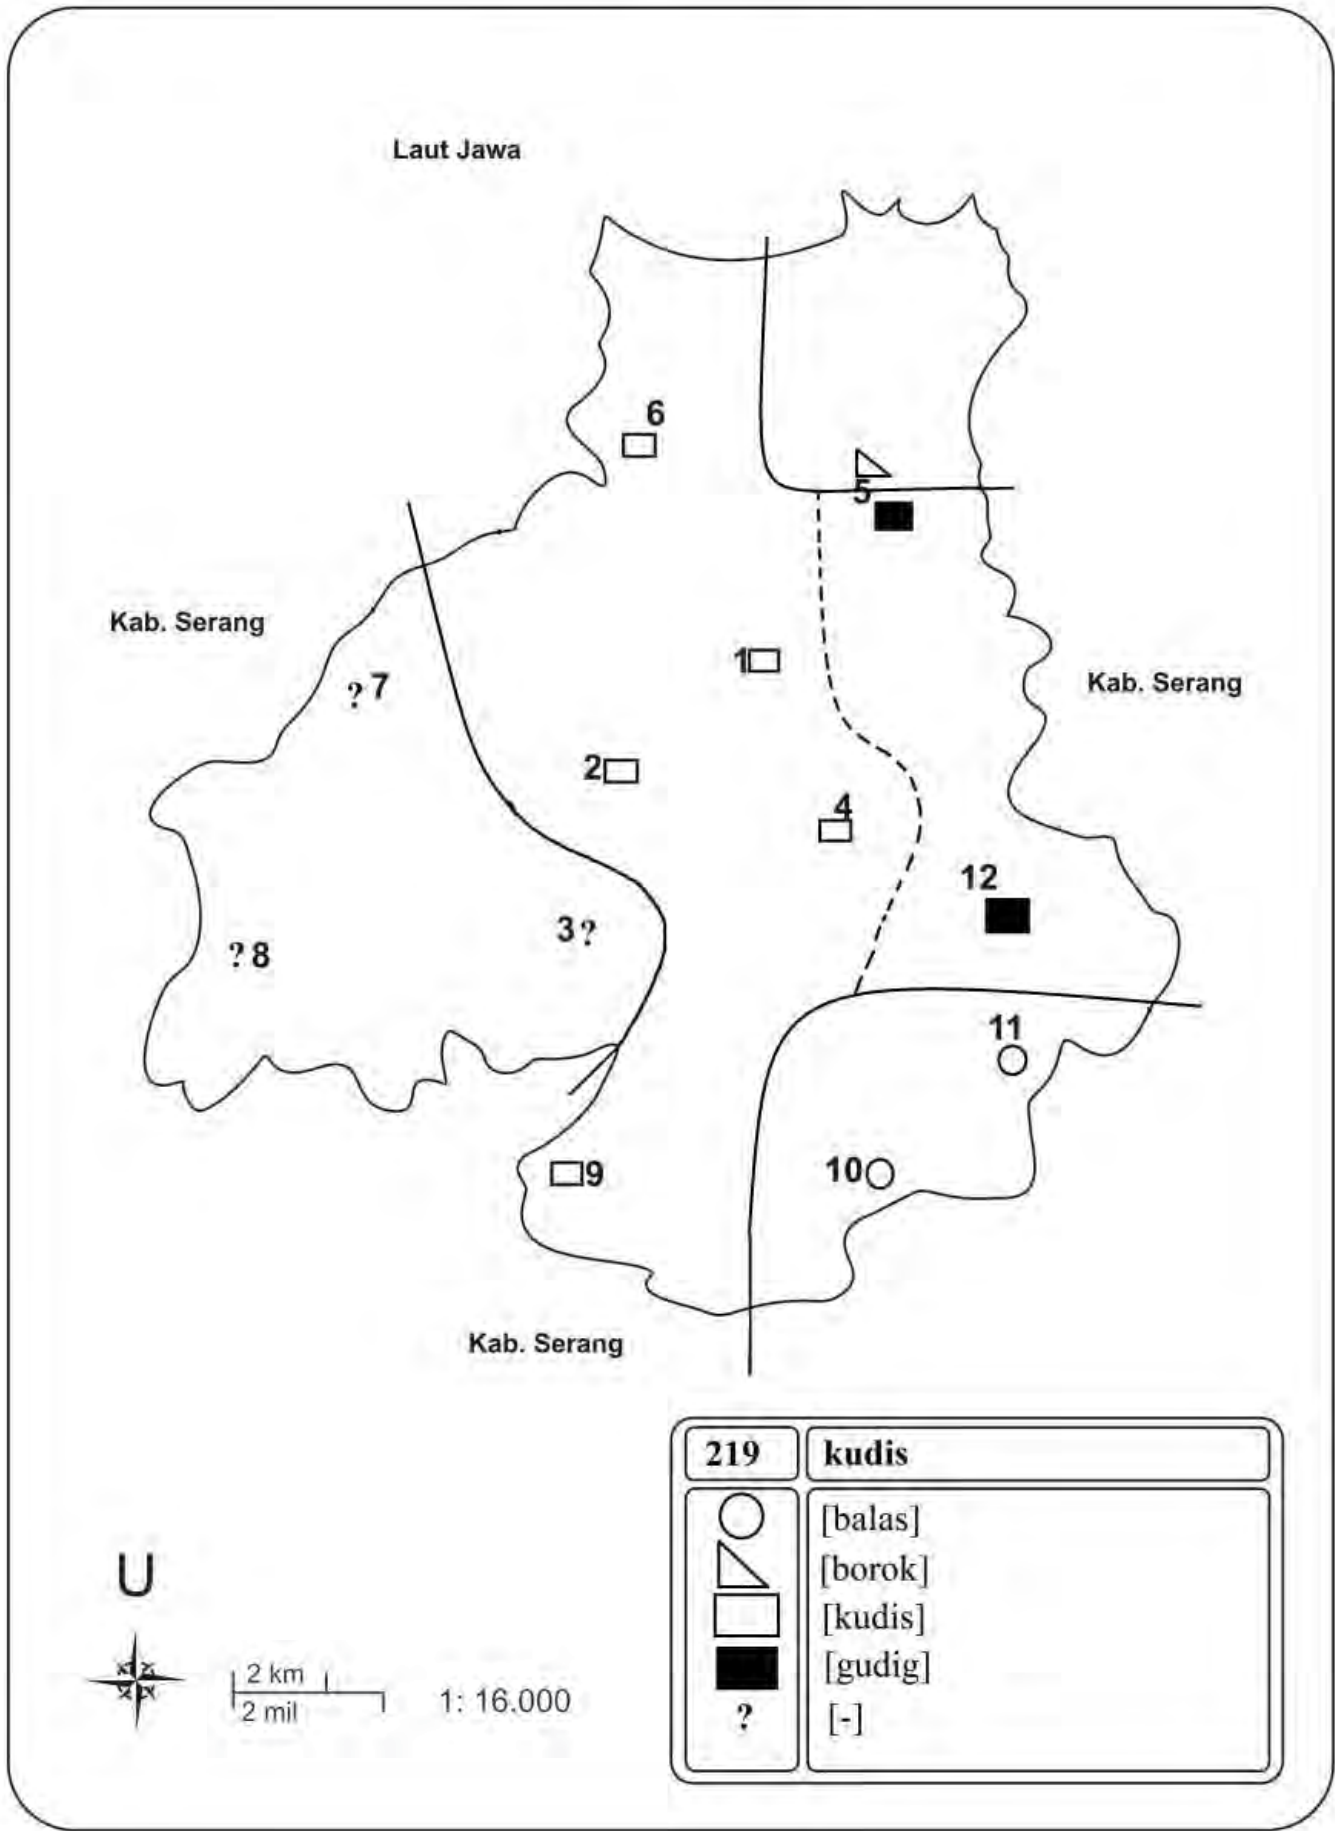 Laut Jawa
6
5
Kab. Serang
1
? 7
Kab. Serang
2
4
12
3 ?
? 8
11
10
9
Kab. Serang
219 kudis
[balas]
[borok]
[kudis]
[gudig]
? [-]
U
2 km
2 mil
1: 16.000